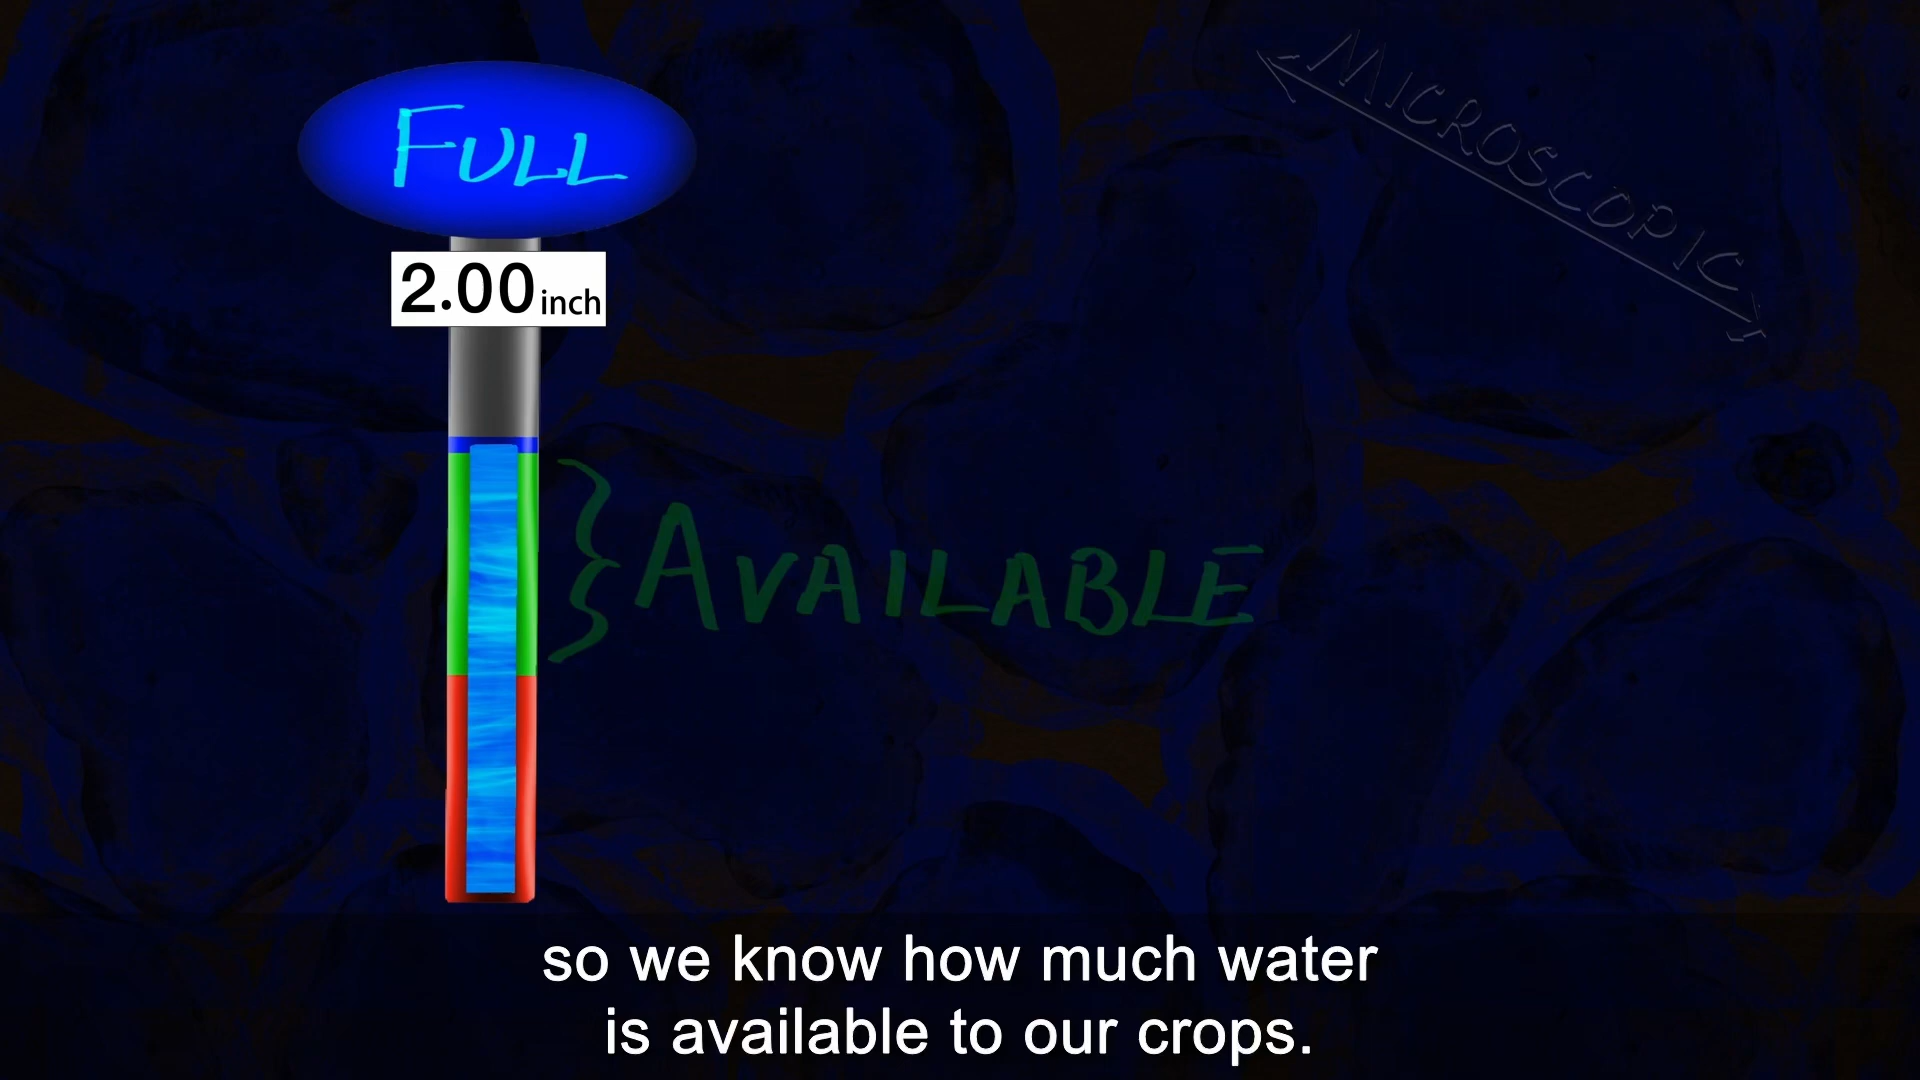 FULL
MICROSCOPIC
2.00 inch
AVAILABLE
so we know how much water
is available to our crops.